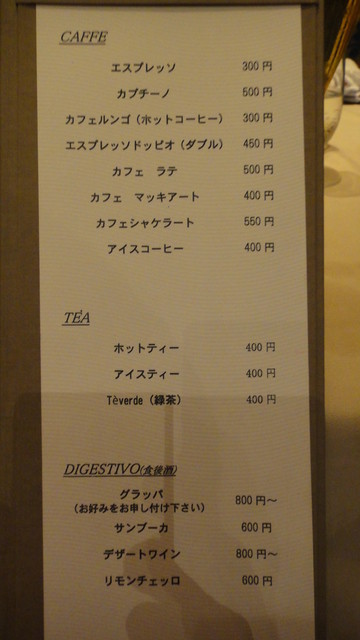 CAFFE
エスプレッソ 300 円
カプチーノ 500 円
カフェルンゴ（ホットコーヒー） 300 円
エスプレッソドッピオ（ダブル） 450 円
カフェ ラテ 500 円
カフェ マッキアート 400 円
カフェシャケラート 550 円
アイスコーヒー 400 円
TÉA
ホットティー 400 円
アイスティー 400 円
Tèverde（緑茶） 400 円
DIGESTIVO(食後酒)
グラッパ 800 円～
（お好みをお申し付け下さい）
サンブーカ 600 円
デザートワイン 800 円～
リモンチェッロ 600 円